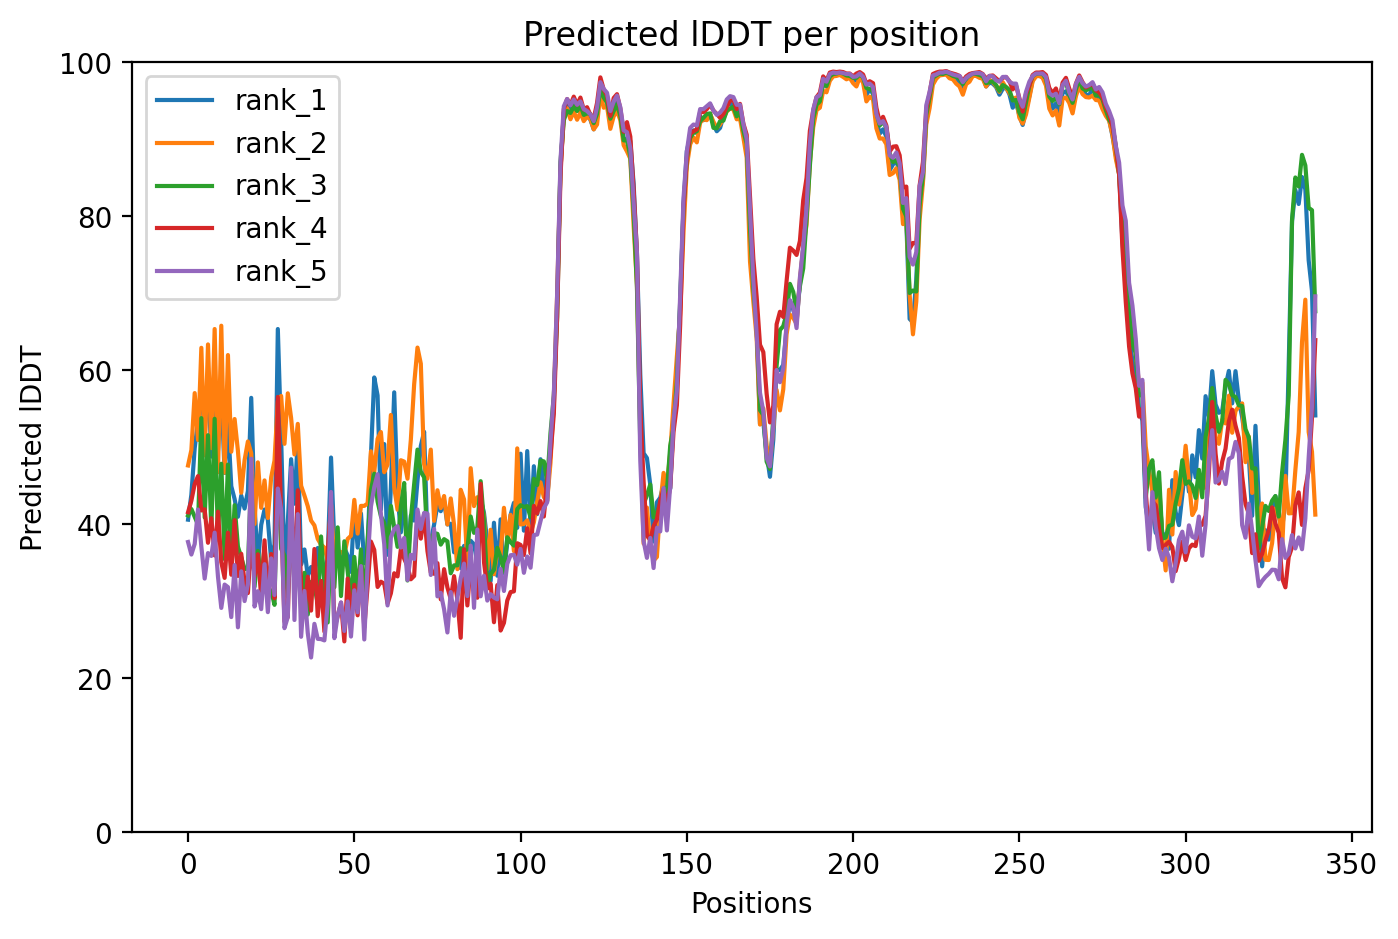 Predicted lDDT per position
100
80
60
40
20
0
Predicted lDDT
rank_1
rank_2
rank_3
rank_4
rank_5
0 50 100 150 200 250 300 350
Positions